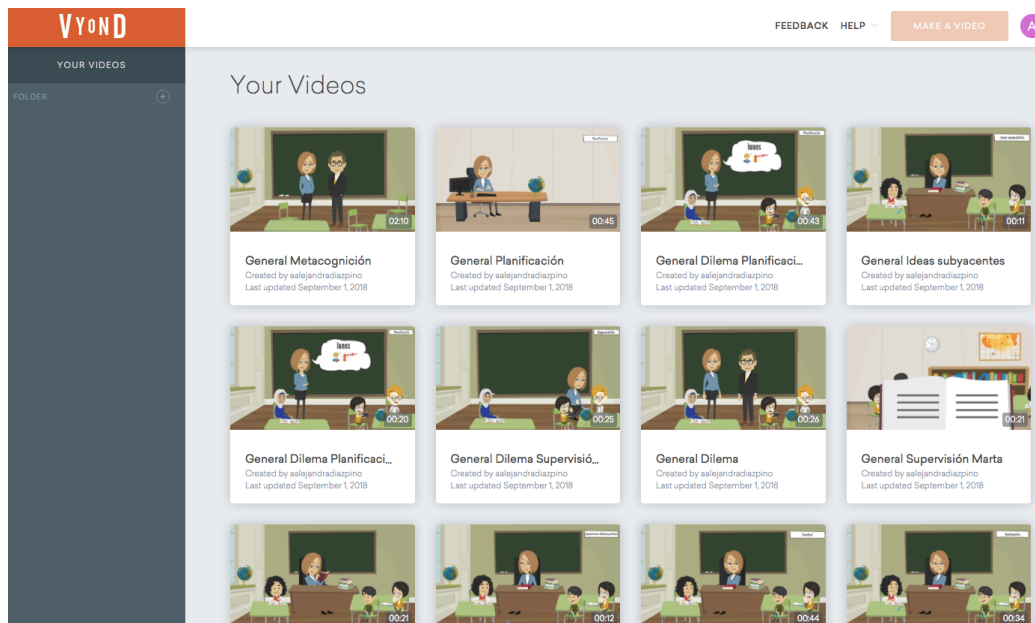 VYOND
FEEDBACK HELP MAKE A VIDEO A
YOUR VIDEOS
FOLDER
Your Videos
lunes
02:10 00:45 00:43 00:11
General Metacognición
Created by aalejandradiazpino
Last updated September 1, 2018
General Planificación
Created by aalejandradiazpino
Last updated September 1, 2018
General Dilema Planificaci...
Created by aalejandradiazpino
Last updated September 1, 2018
General Ideas subyacentes
Created by aalejandradiazpino
Last updated September 1, 2018
lunes
00:20 00:25 00:26 00:21
General Dilema Planificaci...
Created by aalejandradiazpino
Last updated September 1, 2018
General Dilema Supervisió...
Created by aalejandradiazpino
Last updated September 1, 2018
General Dilema
Created by aalejandradiazpino
Last updated September 1, 2018
General Supervisión Marta
Created by aalejandradiazpino
Last updated September 1, 2018
00:21 00:12 00:44 00:34